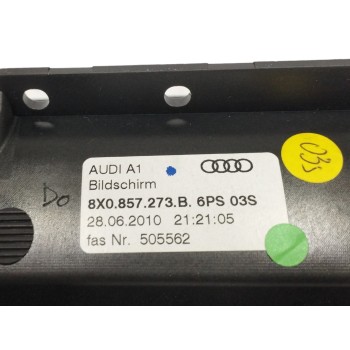 AUDI A1
Bildschirm
8X0.857.273.B. 6PS 03S
28.06.2010 21:21:05
fas Nr. 505562
03s
Do